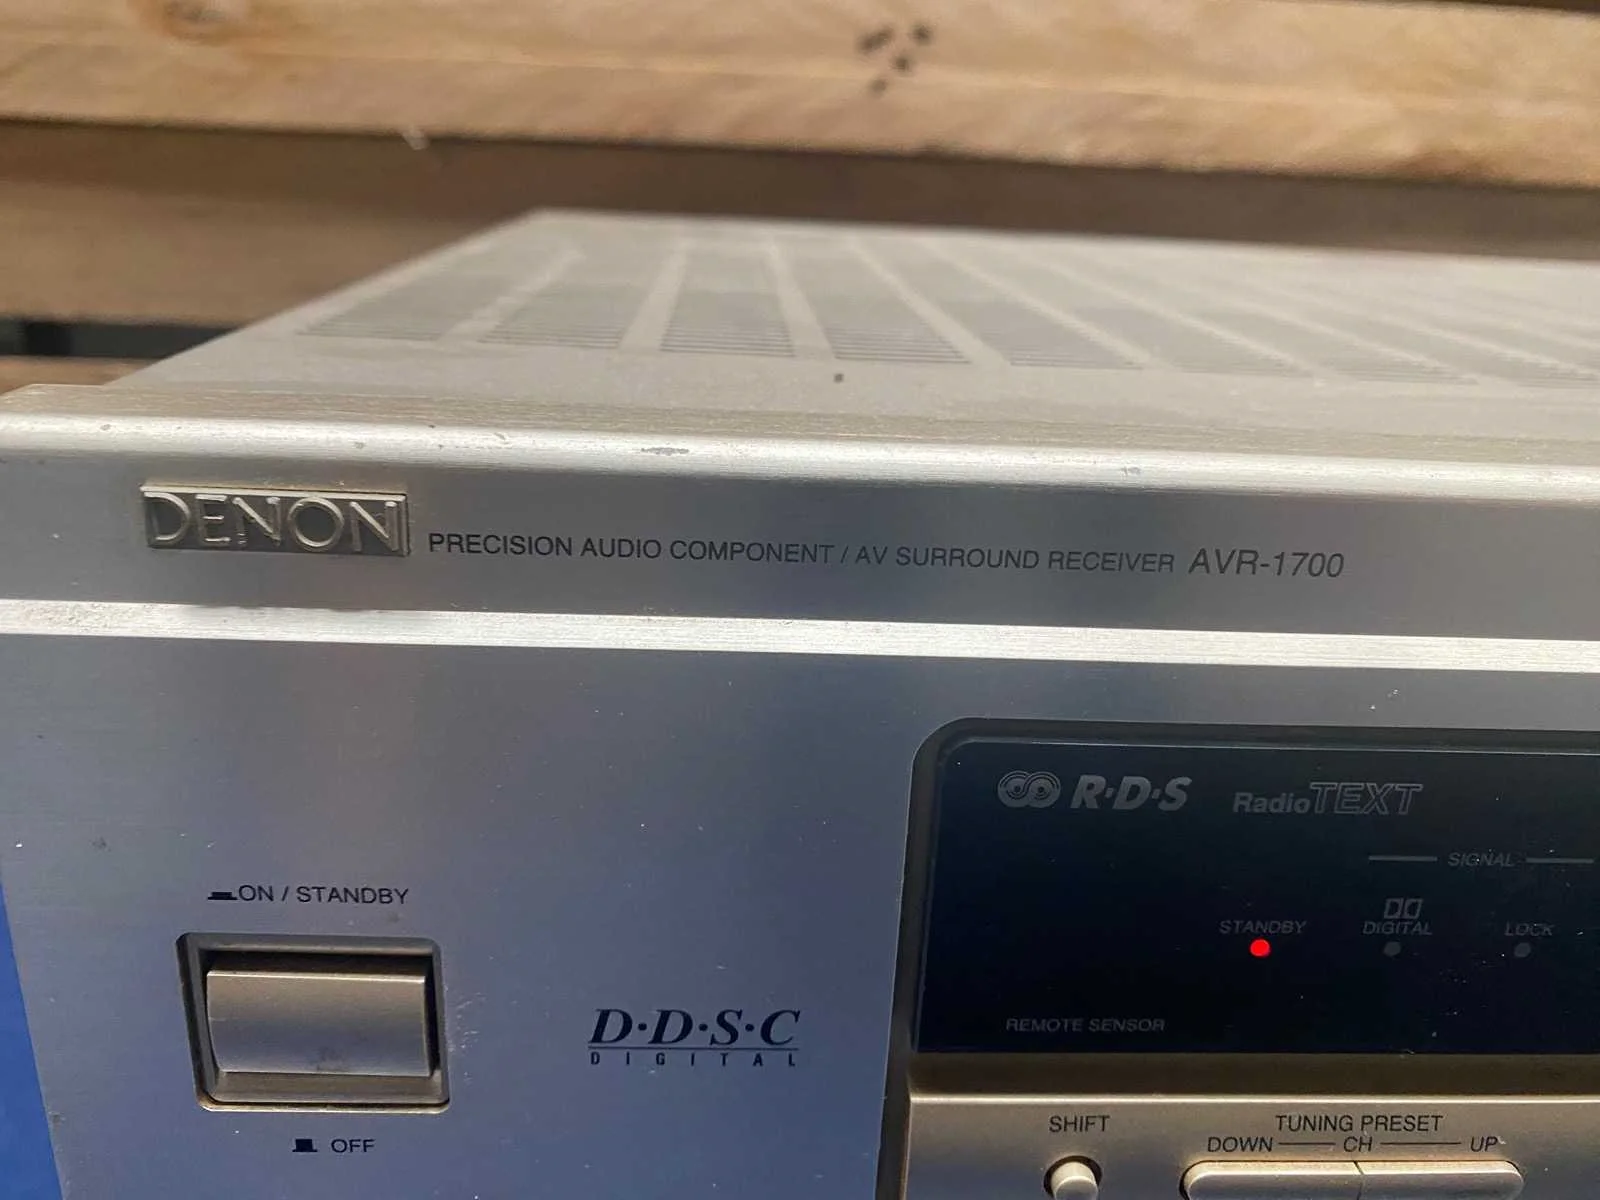 DENON PRECISION AUDIO COMPONENT / AV SURROUND RECEIVER AVR-1700
R·D·S RadioTEXT
SIGNAL
STANDBY DIGITAL LOCK
REMOTE SENSOR
ON / STANDBY
OFF
D·D·S·C
DIGITAL
SHIFT
TUNING PRESET
DOWN CH UP